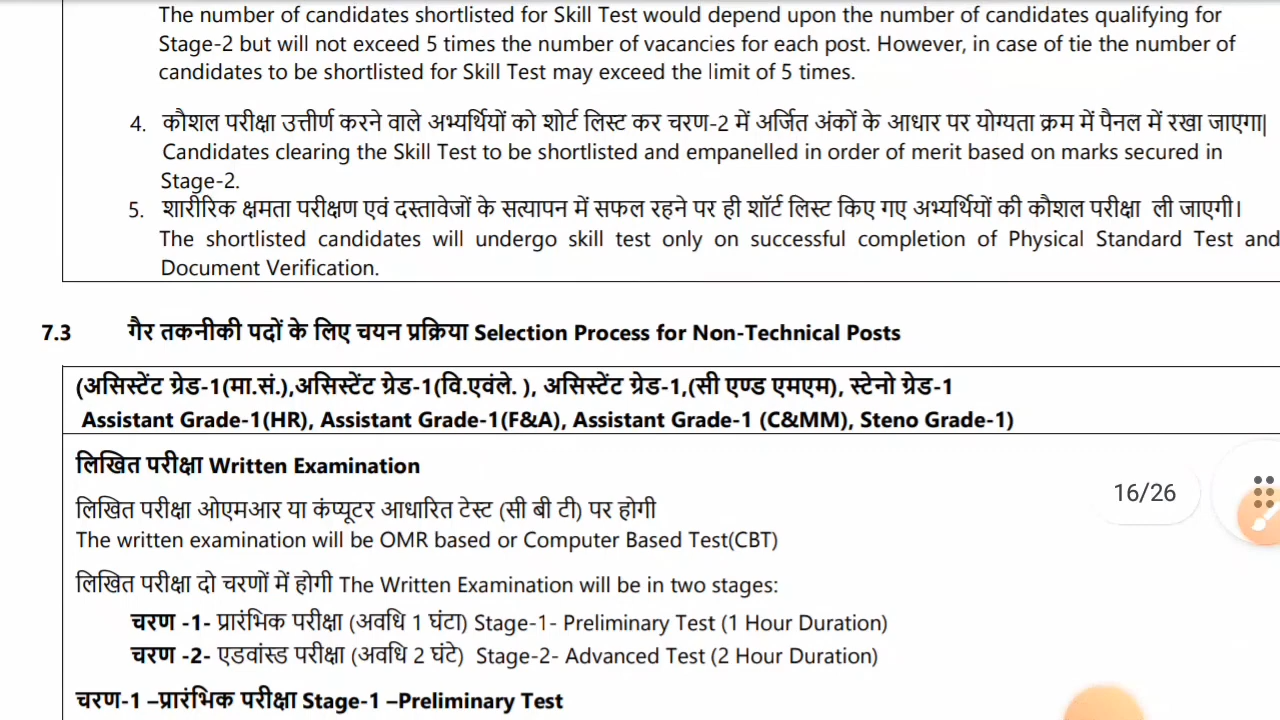 The number of candidates shortlisted for Skill Test would depend upon the number of candidates qualifying for
Stage-2 but will not exceed 5 times the number of vacancies for each post. However, in case of tie the number of
candidates to be shortlisted for Skill Test may exceed the limit of 5 times.
4. कौशल परीक्षा उत्तीर्ण करने वाले अभ्यर्थियों को शोर्ट लिस्ट कर चरण-2 में अर्जित अंकों के आधार पर योग्यता क्रम में पैनल में रखा जाएगा|
Candidates clearing the Skill Test to be shortlisted and empanelled in order of merit based on marks secured in
Stage-2.
5. शारीरिक क्षमता परीक्षण एवं दस्तावेजों के सत्यापन में सफल रहने पर ही शॉर्ट लिस्ट किए गए अभ्यर्थियों की कौशल परीक्षा ली जाएगी।
The shortlisted candidates will undergo skill test only on successful completion of Physical Standard Test and
Document Verification.
7.3 गैर तकनीकी पदों के लिए चयन प्रक्रिया Selection Process for Non-Technical Posts
(असिस्टेंट ग्रेड-1(मा.सं.),असिस्टेंट ग्रेड-1(वि.एवंले. ), असिस्टेंट ग्रेड-1,(सी एण्ड एमएम), स्टेनो ग्रेड-1
Assistant Grade-1(HR), Assistant Grade-1(F&A), Assistant Grade-1 (C&MM), Steno Grade-1)
लिखित परीक्षा Written Examination
लिखित परीक्षा ओएमआर या कंप्यूटर आधारित टेस्ट (सी बी टी) पर होगी
The written examination will be OMR based or Computer Based Test(CBT)
16/26
लिखित परीक्षा दो चरणों में होगी The Written Examination will be in two stages:
चरण -1- प्रारंभिक परीक्षा (अवधि 1 घंटा) Stage-1- Preliminary Test (1 Hour Duration)
चरण -2- एडवांस्ड परीक्षा (अवधि 2 घंटे) Stage-2- Advanced Test (2 Hour Duration)
चरण-1 –प्रारंभिक परीक्षा Stage-1 –Preliminary Test